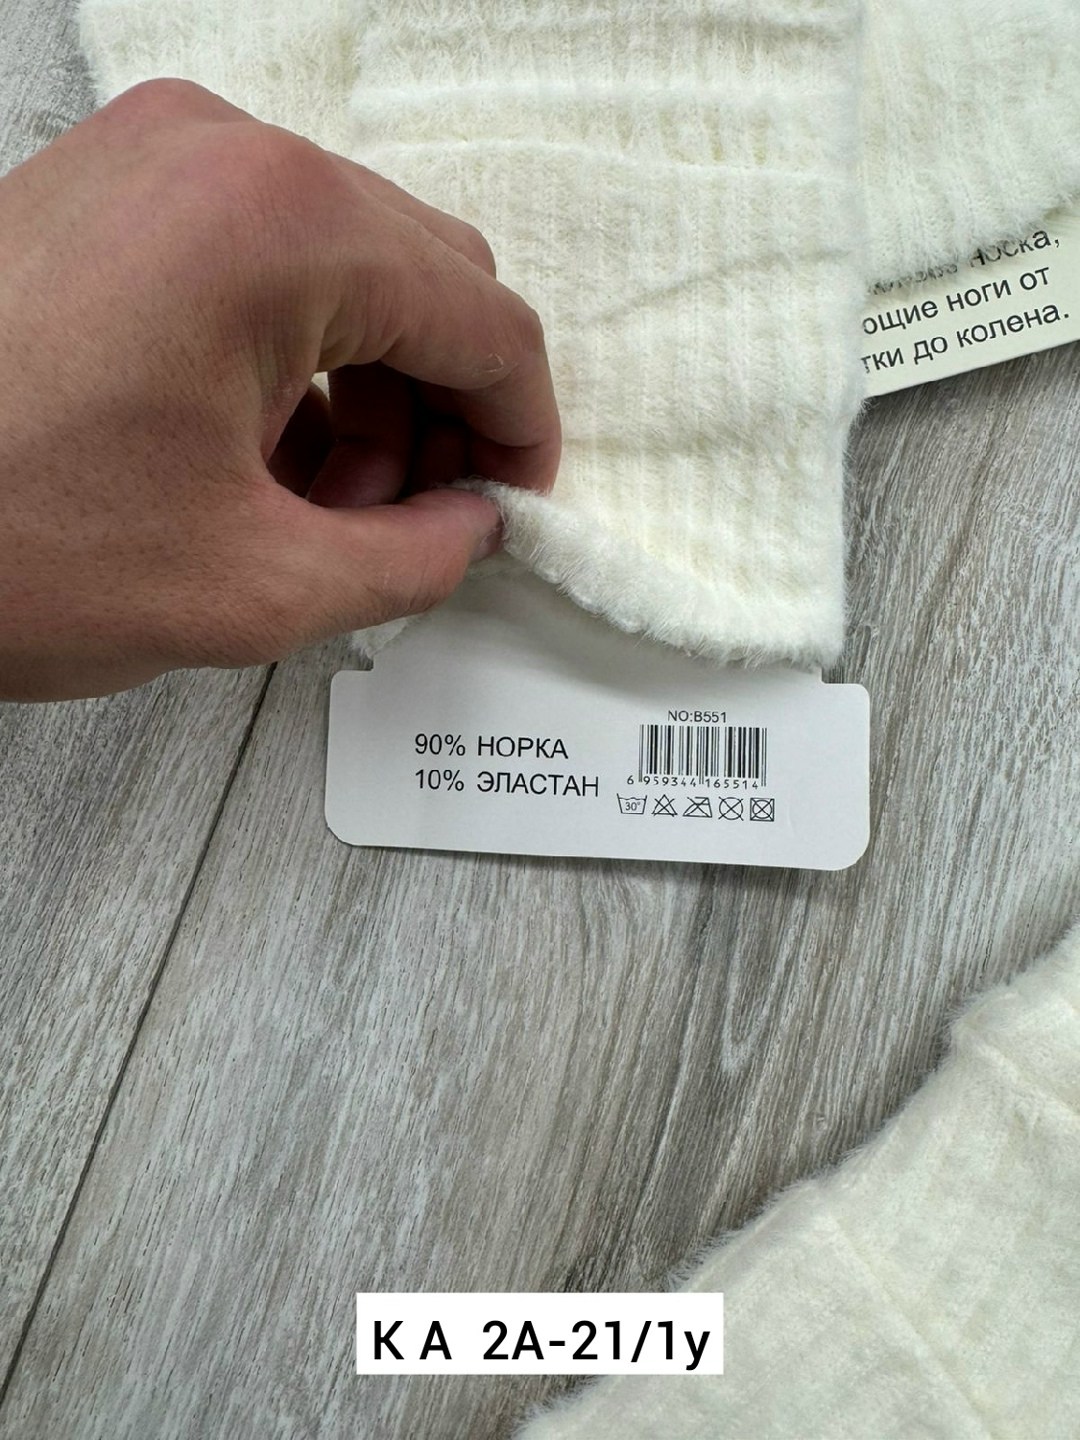 носка,
ющие ноги от
тки до колена.
NO:B551
90% НОРКА
10% ЭЛАСТАН
6 959344 165514
30°
К А 2А-21/1у